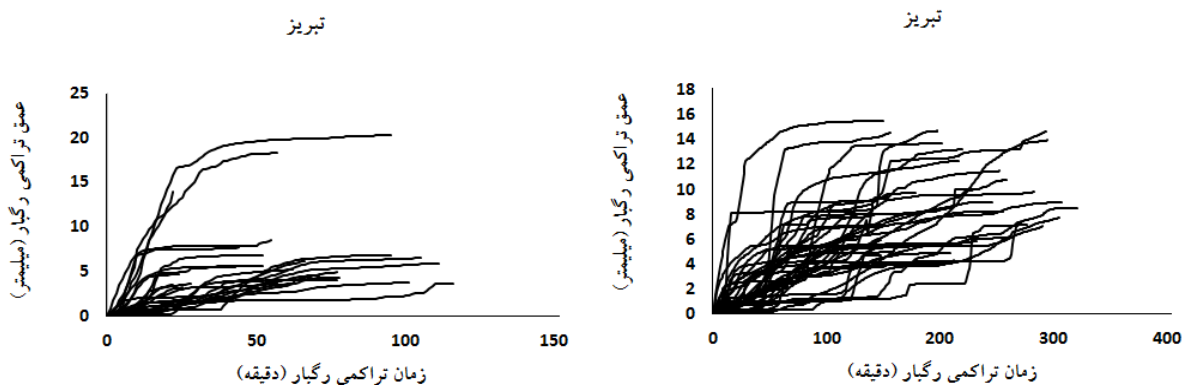 تبریز
عمق تراکمی رگبار (میلیمتر)
25
20
15
10
5
0
0 50 100 150
زمان تراکمی رگبار (دقیقه)
تبریز
عمق تراکمی رگبار (میلیمتر)
18
16
14
12
10
8
6
4
2
0
0 100 200 300 400
زمان تراکمی رگبار (دقیقه)